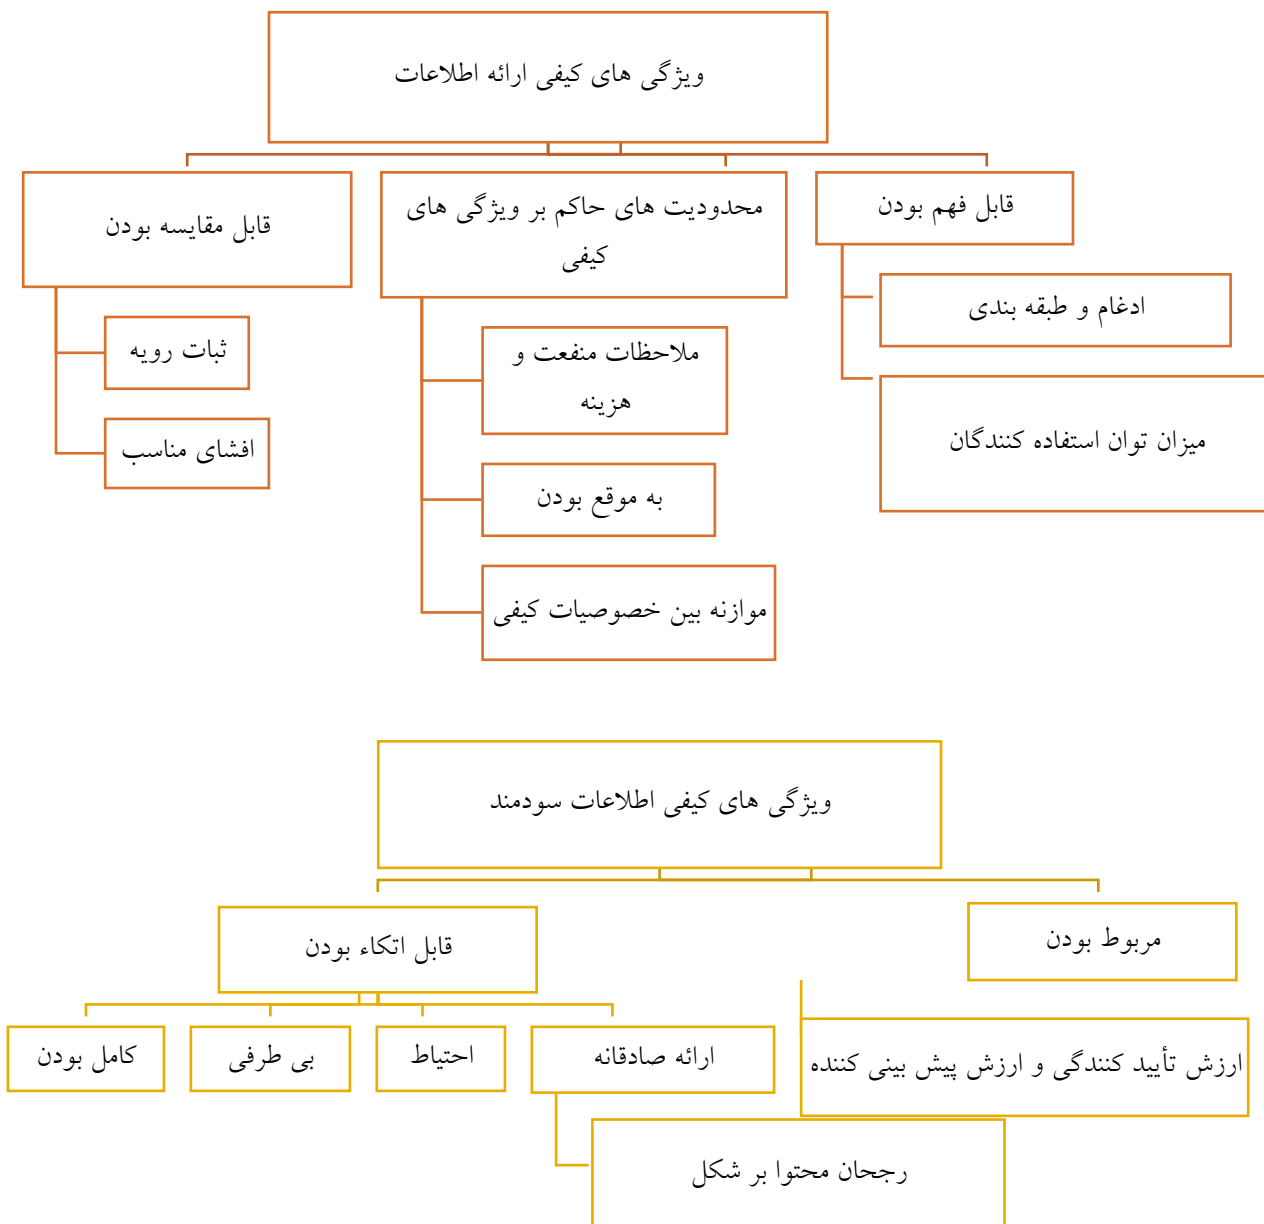 ویژگی های کیفی ارائه اطلاعات
قابل فهم بودن
ادغام و طبقه بندی
میزان توان استفاده کنندگان
محدودیت های حاکم بر ویژگی های
کیفی
ملاحظات منفعت و
هزینه
به موقع بودن
موازنه بین خصوصیات کیفی
قابل مقایسه بودن
ثبات رویه
افشای مناسب
ویژگی های کیفی اطلاعات سودمند
مربوط بودن
ارزش تأیید کنندگی و ارزش پیش بینی کننده
قابل اتکاء بودن
ارائه صادقانه
رجحان محتوا بر شکل
احتیاط
بی طرفی
کامل بودن